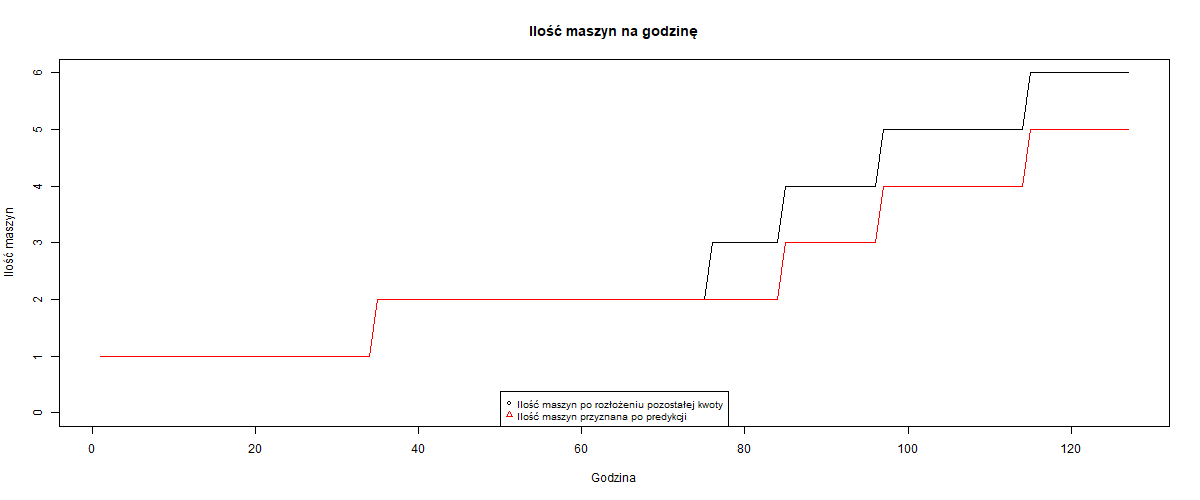 Ilość maszyn na godzinę
Ilość maszyn
6
5
4
3
2
1
0
Ilość maszyn po rozłożeniu pozostałej kwoty
Ilość maszyn przyznana po predykcji
0 20 40 60 80 100 120
Godzina